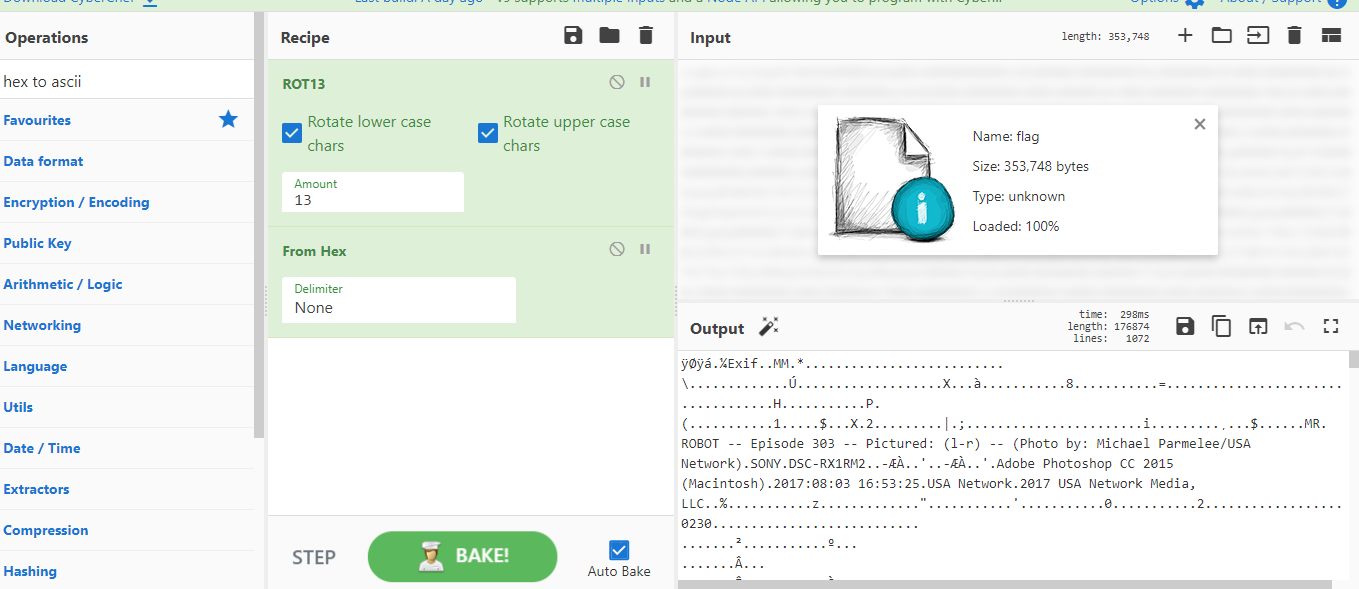 Download CyberChef
Last build: A day ago - v9 supports multiple inputs and a Node API allowing you to program with CyberC...
Options
About / Support
Operations
hex to ascii
Favourites
Data format
Encryption / Encoding
Public Key
Arithmetic / Logic
Networking
Language
Utils
Date / Time
Extractors
Compression
Hashing
Recipe
ROT13
Rotate lower case
chars
Rotate upper case
chars
Amount
13
From Hex
Delimiter
None
STEP
BAKE!
Auto Bake
Input
length: 353,748
Name: flag
Size: 353,748 bytes
Type: unknown
Loaded: 100%
Output
time: 298ms
length: 176874
lines: 1072
ÿØÿá.¼Exif..MM.*..........................
\.............Ú...................X...à...........8...........=.......................
............H...........P.
(...........1.....$...X.2.........|.;.......................i.........¸...$......MR.
ROBOT -- Episode 303 -- Pictured: (l-r) -- (Photo by: Michael Parmelee/USA
Network).SONY.DSC-RX1RM2..-ÆÀ..'..-ÆÀ..'.Adobe Photoshop CC 2015
(Macintosh).2017:08:03 16:53:25.USA Network.2017 USA Network Media,
LLC..%...........z............."...........'...........0...........2..................
0230...........................
.......²...........º...
.......Â...